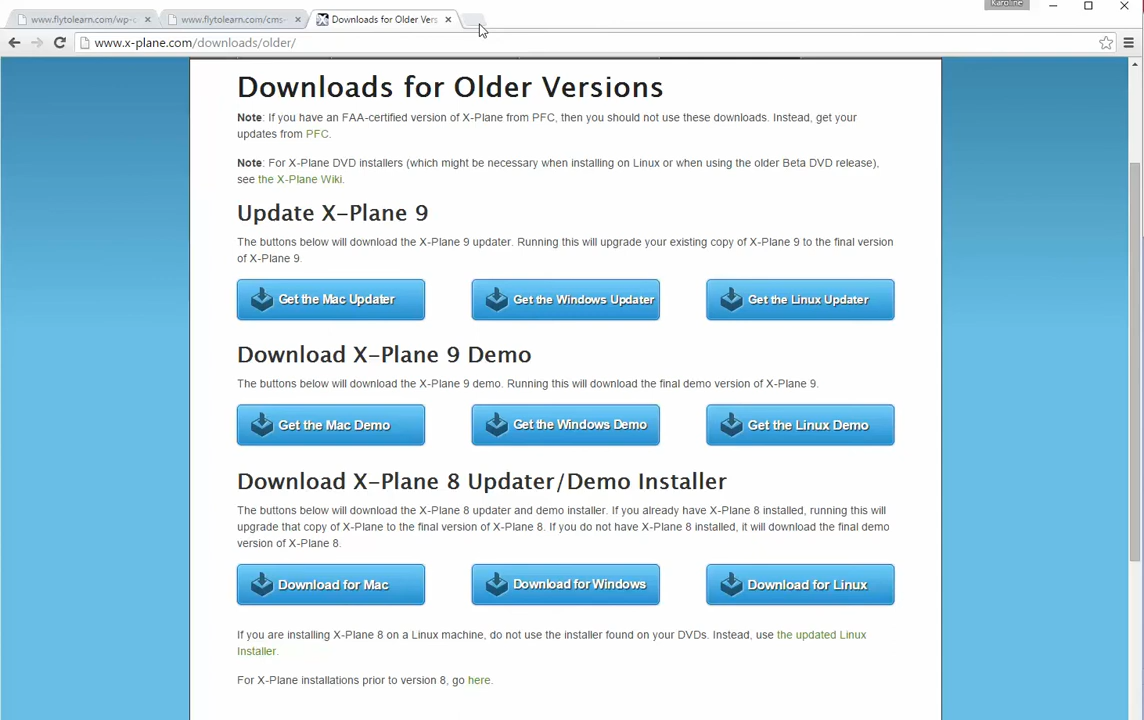 Karoline
www.flytolearn.com/wp-c
www.flytolearn.com/cms-
Downloads for Older Vers
www.x-plane.com/downloads/older/
Downloads for Older Versions
Note: If you have an FAA-certified version of X-Plane from PFC, then you should not use these downloads. Instead, get your
updates from PFC.
Note: For X-Plane DVD installers (which might be necessary when installing on Linux or when using the older Beta DVD release),
see the X-Plane Wiki.
Update X-Plane 9
The buttons below will download the X-Plane 9 updater. Running this will upgrade your existing copy of X-Plane 9 to the final version
of X-Plane 9.
Get the Mac Updater
Get the Windows Updater
Get the Linux Updater
Download X-Plane 9 Demo
The buttons below will download the X-Plane 9 demo. Running this will download the final demo version of X-Plane 9.
Get the Mac Demo
Get the Windows Demo
Get the Linux Demo
Download X-Plane 8 Updater/Demo Installer
The buttons below will download the X-Plane 8 updater and demo installer. If you already have X-Plane 8 installed, running this will
upgrade that copy of X-Plane to the final version of X-Plane 8. If you do not have X-Plane 8 installed, it will download the final demo
version of X-Plane 8.
Download for Mac
Download for Windows
Download for Linux
If you are installing X-Plane 8 on a Linux machine, do not use the installer found on your DVDs. Instead, use the updated Linux
Installer.
For X-Plane installations prior to version 8, go here.